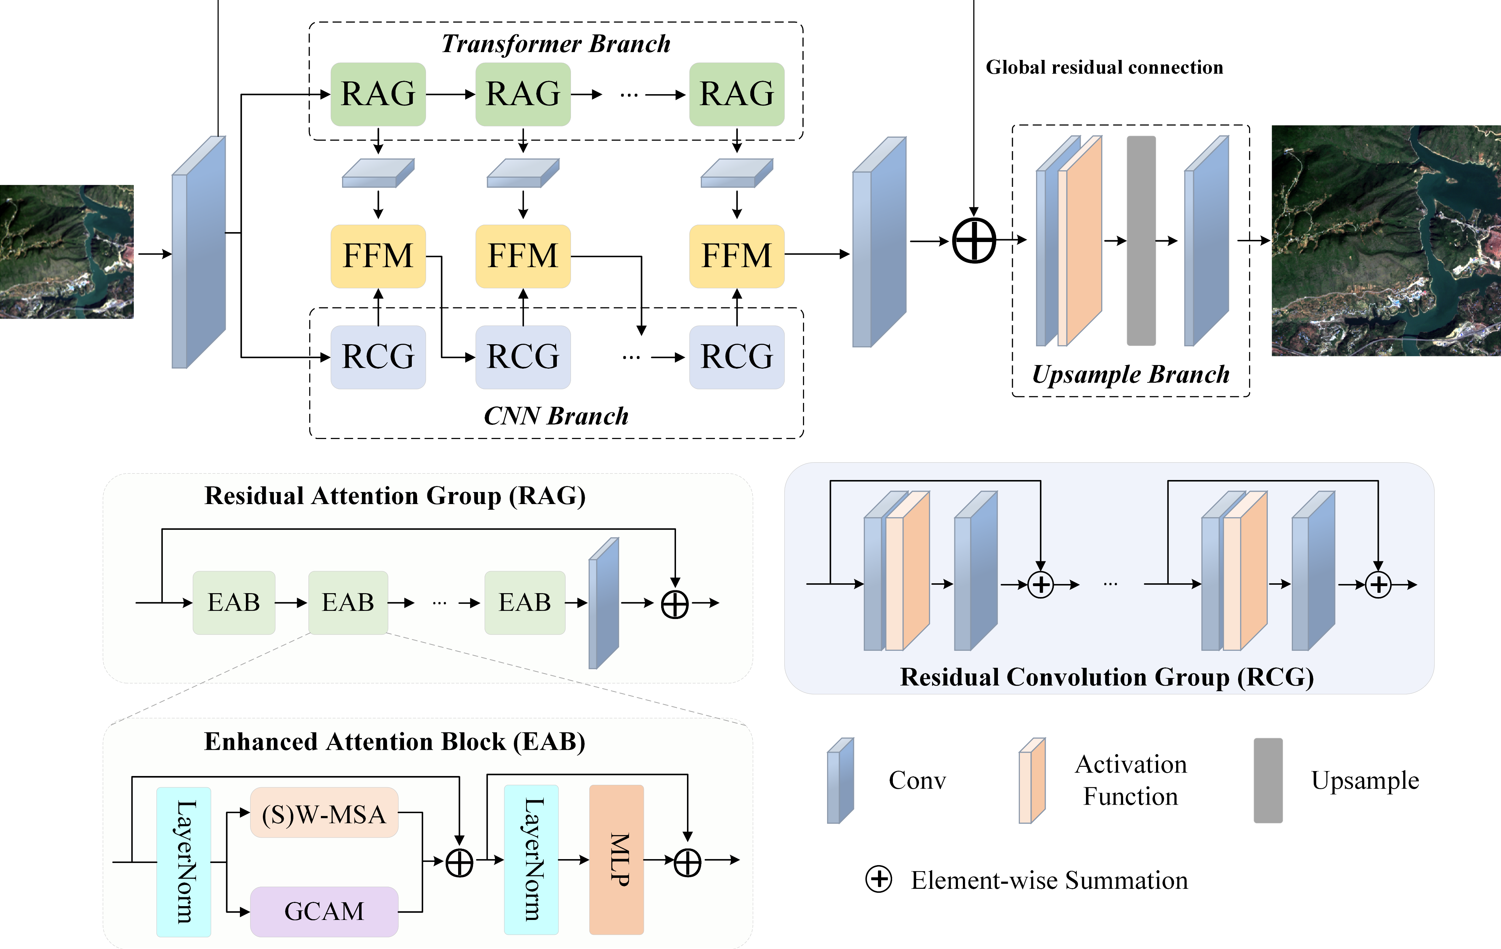 Transformer Branch
Global residual connection
RAG RAG ... RAG
FFM FFM FFM
RCG RCG ... RCG
CNN Branch
Upsample Branch
Residual Attention Group (RAG)
EAB EAB ... EAB
Residual Convolution Group (RCG)
...
Enhanced Attention Block (EAB)
LayerNorm
(S)W-MSA
GCAM
LayerNorm
MLP
Conv
Activation
Function
Upsample
Element-wise Summation